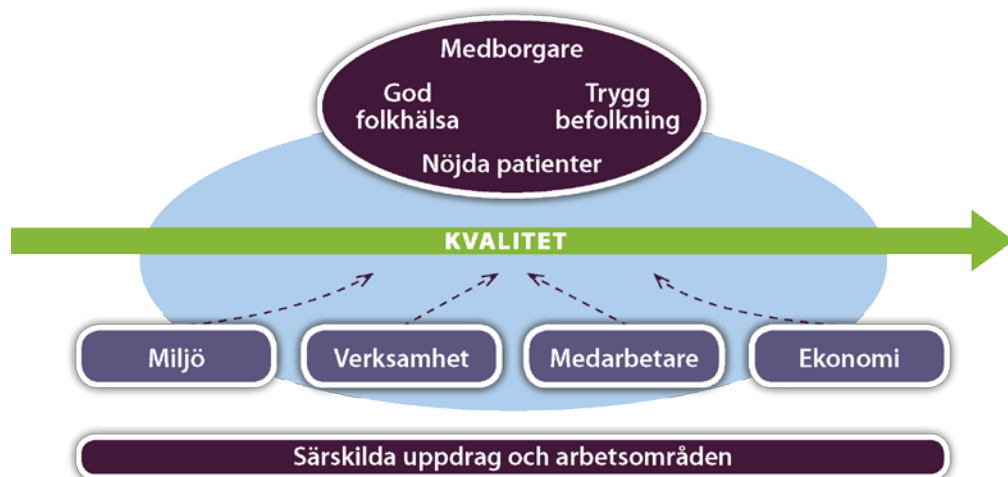 Medborgare
God folkhälsa
Trygg befolkning
Nöjda patienter
KVALITET
Miljö
Verksamhet
Medarbetare
Ekonomi
Särskilda uppdrag och arbetsområden